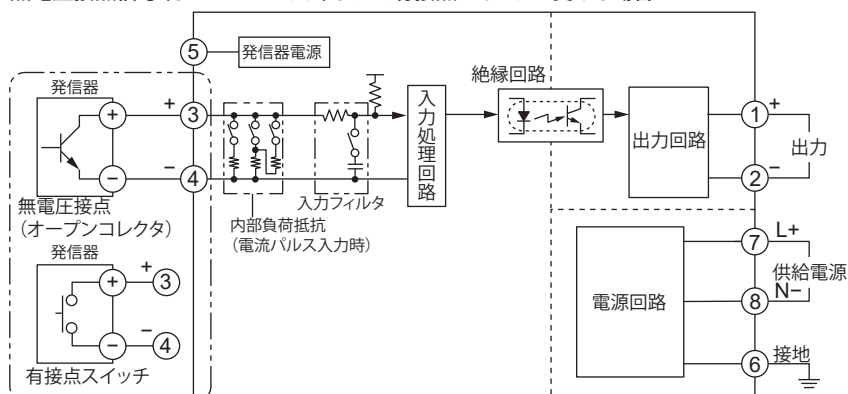 ⑤
発信器電源
発信器
+
③
+
−
④
−
無電圧接点
(オープンコレクタ)
内部負荷抵抗
(電流パルス入力時)
入力フィルタ
入力処理回路
絶縁回路
出力回路
①
+
出力
②
−
発信器
+
+
③
−
−
④
有接点スイッチ
電源回路
⑦
L+
供給電源
⑧
N−
⑥
接地